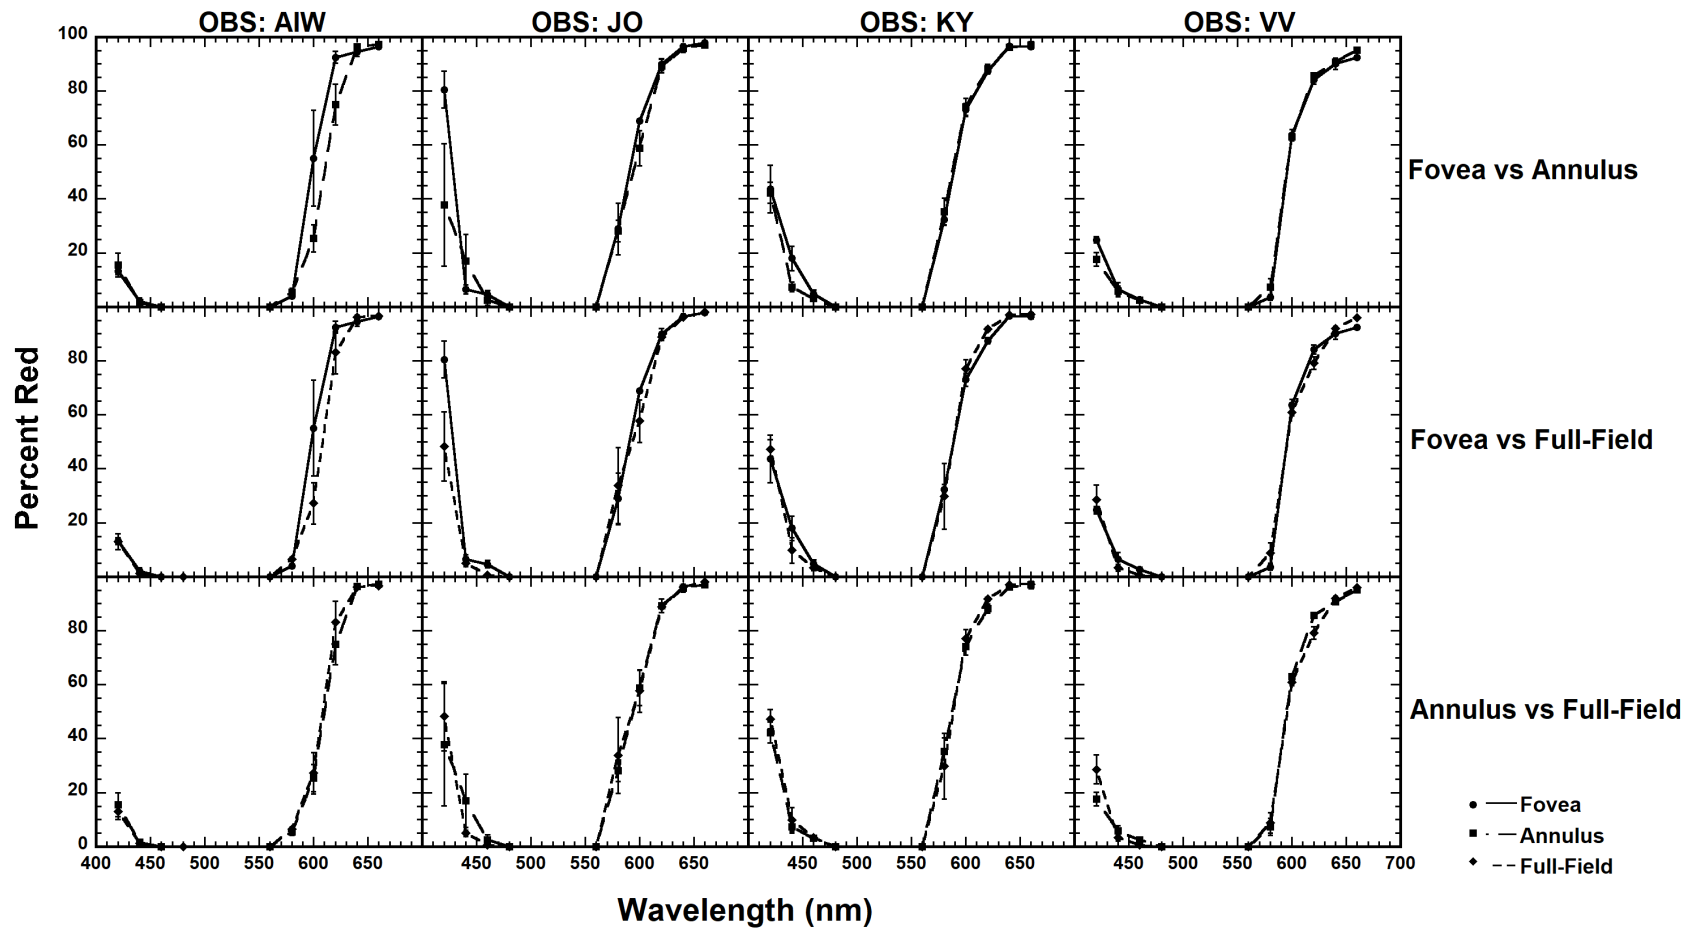 OBS: AIW OBS: JO OBS: KY OBS: VV
100
80
60
40
20
Fovea vs Annulus
80
60
40
20
Fovea vs Full-Field
80
60
40
20
0
Annulus vs Full-Field
400 450 500 550 600 650 450 500 550 600 650 450 500 550 600 650 450 500 550 600 650 700
Percent Red
Wavelength (nm)
Fovea
Annulus
Full-Field